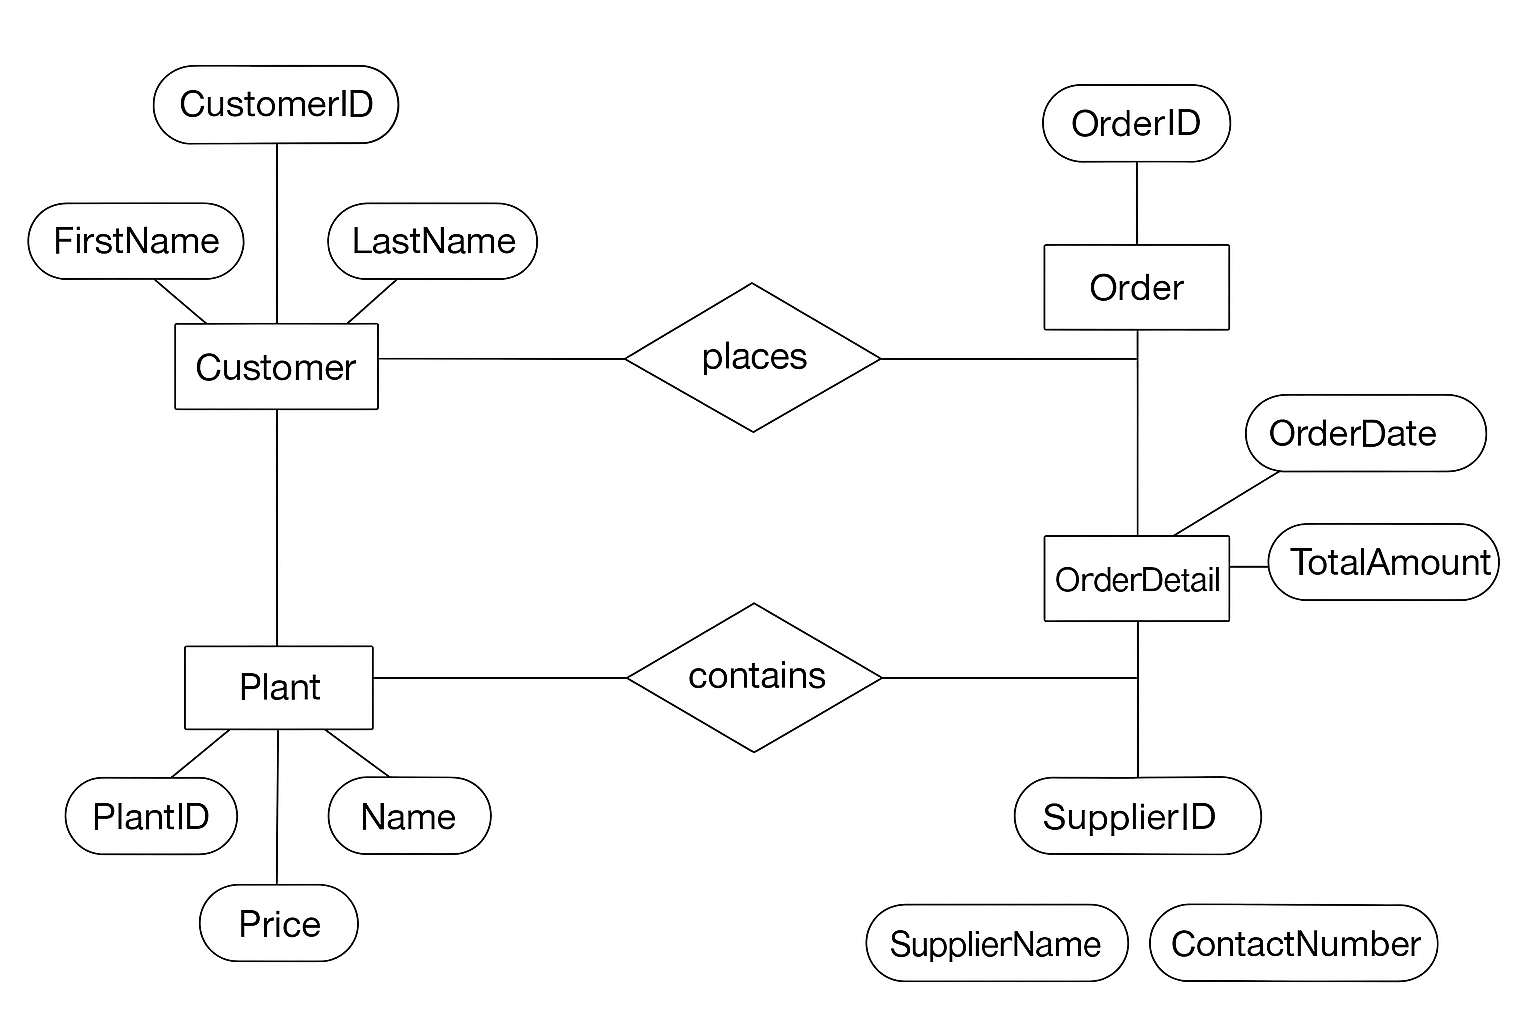 CustomerID
OrderID
FirstName
LastName
Order
Customer
places
OrderDate
TotalAmount
OrderDetail
Plant
contains
PlantID
Name
SupplierID
Price
SupplierName
ContactNumber